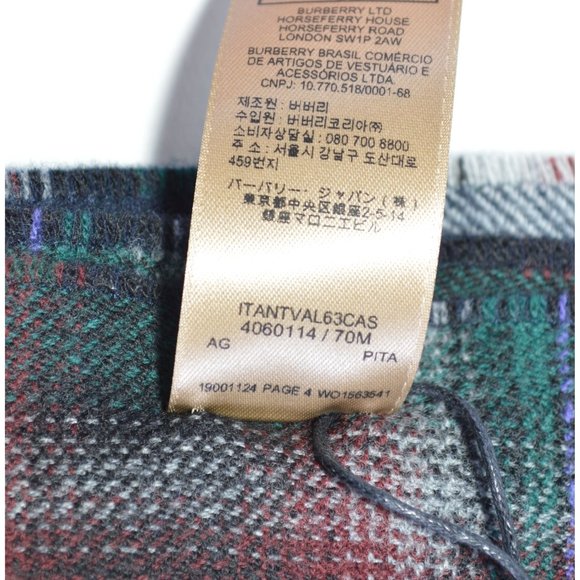 BURBERRY LTD
HORSEFERRY HOUSE
HORSEFERRY ROAD
LONDON SW1P 2AW
BURBERRY BRASIL COMÉRCIO
DE ARTIGOS DE VESTUÁRIO E
ACESSÓRIOS LTDA.
CNPJ: 10.770.518/0001-68
제조원 : 버버리
수입원 : 버버리코리아㈜
소비자상담실 : 080 700 8800
주소 : 서울시 강남구 도산대로
459번지
バーバリー・ジャパン(株)
東京都中央区銀座2-5-14
銀座マロニエビル
ITANTVAL63CAS
4060114 / 70M
AG PITA
19001124 PAGE 4 WO1563541